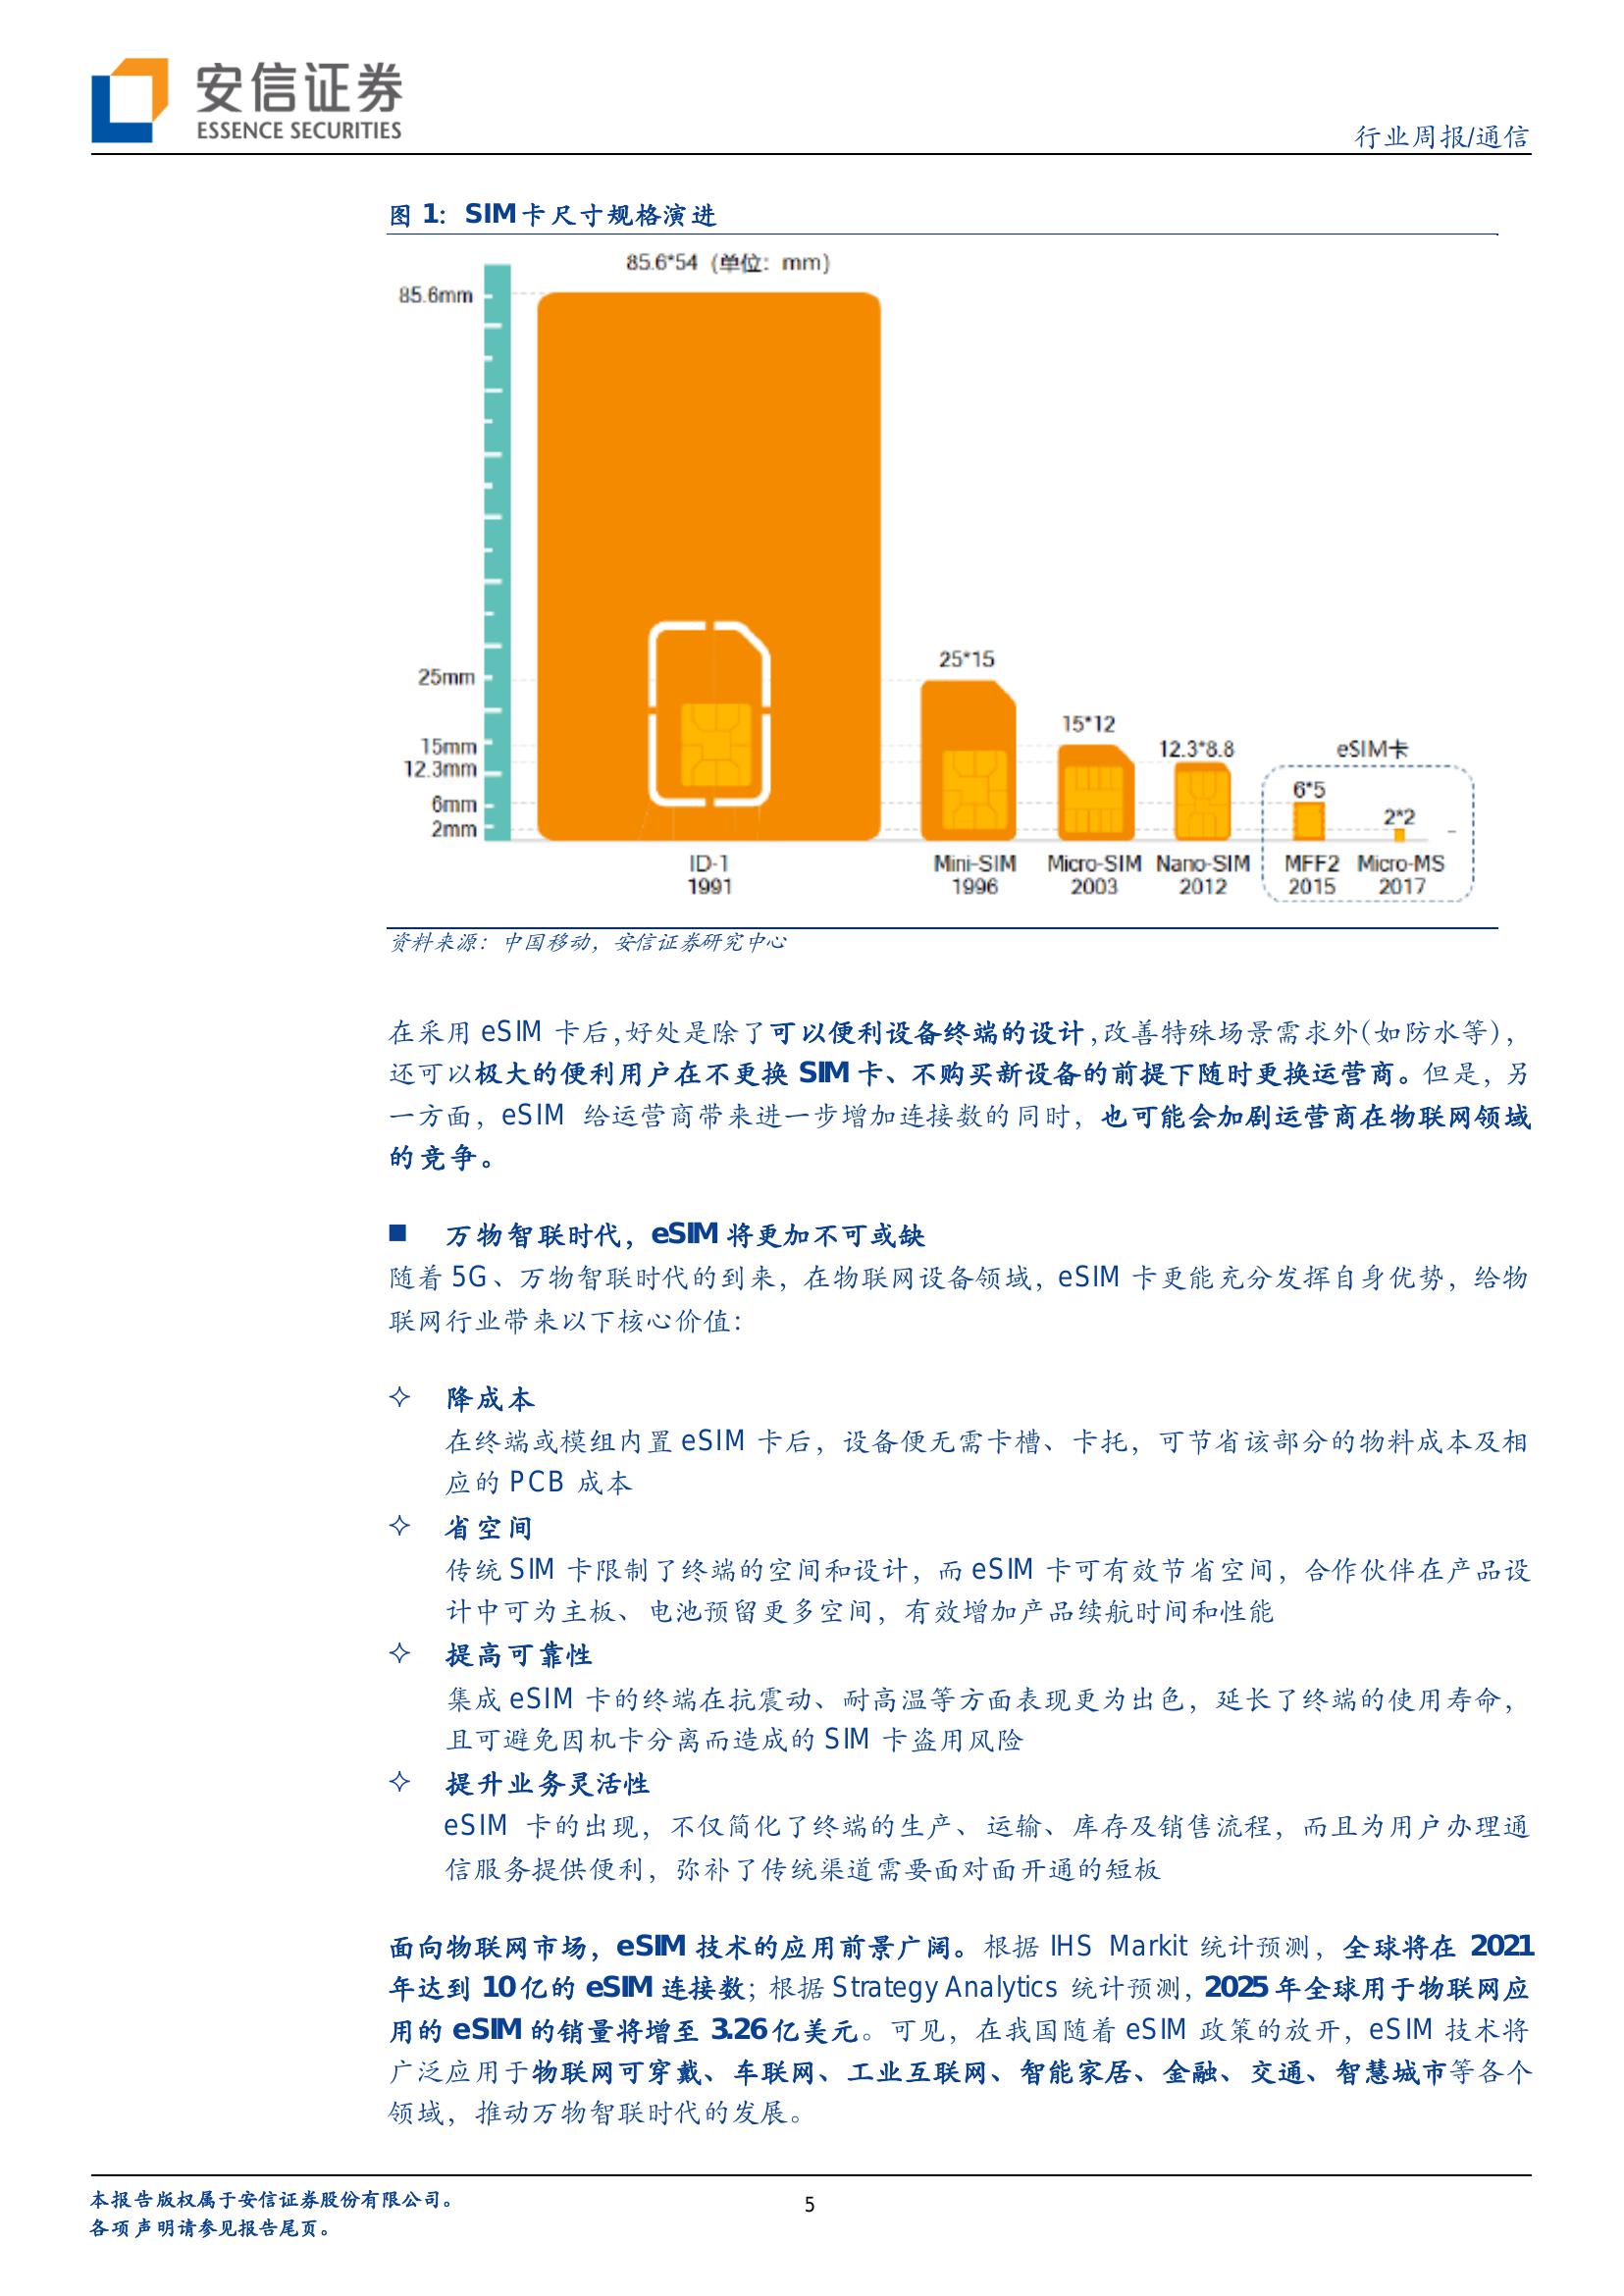 安信证券
ESSENCE SECURITIES
行业周报/通信
图 1：SIM 卡尺寸规格演进
85.6*54（单位：mm）
85.6mm
25mm
15mm
12.3mm
6mm
2mm
25*15
15*12
12.3*8.8
eSIM卡
6*5
2*2
ID-1
1991
Mini-SIM
1996
Micro-SIM
2003
Nano-SIM
2012
MFF2
2015
Micro-MS
2017
资料来源：中国移动，安信证券研究中心
在采用 eSIM 卡后,好处是除了可以便利设备终端的设计,改善特殊场景需求外(如防水等)，
还可以极大的便利用户在不更换 SIM 卡、不购买新设备的前提下随时更换运营商。但是，另
一方面，eSIM 给运营商带来进一步增加连接数的同时，也可能会加剧运营商在物联网领域
的竞争。
■ 万物智联时代，eSIM 将更加不可或缺
随着 5G、万物智联时代的到来，在物联网设备领域，eSIM 卡更能充分发挥自身优势，给物
联网行业带来以下核心价值：
✧ 降成本
在终端或模组内置 eSIM 卡后，设备便无需卡槽、卡托，可节省该部分的物料成本及相
应的 PCB 成本
✧ 省空间
传统 SIM 卡限制了终端的空间和设计，而 eSIM 卡可有效节省空间，合作伙伴在产品设
计中可为主板、电池预留更多空间，有效增加产品续航时间和性能
✧ 提高可靠性
集成 eSIM 卡的终端在抗震动、耐高温等方面表现更为出色，延长了终端的使用寿命，
且可避免因机卡分离而造成的 SIM 卡盗用风险
✧ 提升业务灵活性
eSIM 卡的出现，不仅简化了终端的生产、运输、库存及销售流程，而且为用户办理通
信服务提供便利，弥补了传统渠道需要面对面开通的短板
面向物联网市场，eSIM 技术的应用前景广阔。根据 IHS Markit 统计预测，全球将在 2021
年达到 10 亿的 eSIM 连接数；根据 Strategy Analytics 统计预测，2025 年全球用于物联网应
用的 eSIM 的销量将增至 3.26 亿美元。可见，在我国随着 eSIM 政策的放开，eSIM 技术将
广泛应用于物联网可穿戴、车联网、工业互联网、智能家居、金融、交通、智慧城市等各个
领域，推动万物智联时代的发展。
本报告版权属于安信证券股份有限公司。
各项声明请参见报告尾页。
5